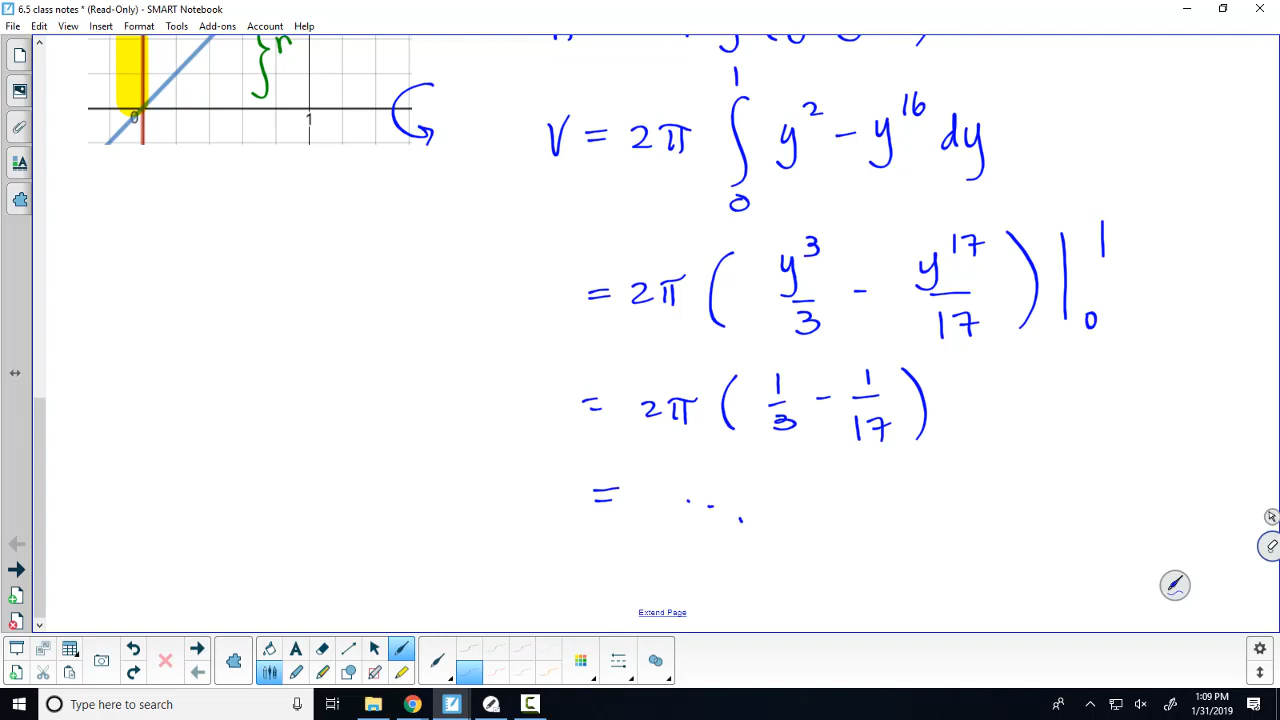 6.5 class notes * (Read-Only) - SMART Notebook
File Edit View Insert Format Tools Add-ons Account Help
r
0 1
V = 2π ∫₀¹ y² - y¹⁶ dy
= 2π ( y³/3 - y¹⁷/17 ) |₀¹
= 2π ( 1/3 - 1/17 )
= ...
Extend Page
Type here to search
1:09 PM
1/31/2019